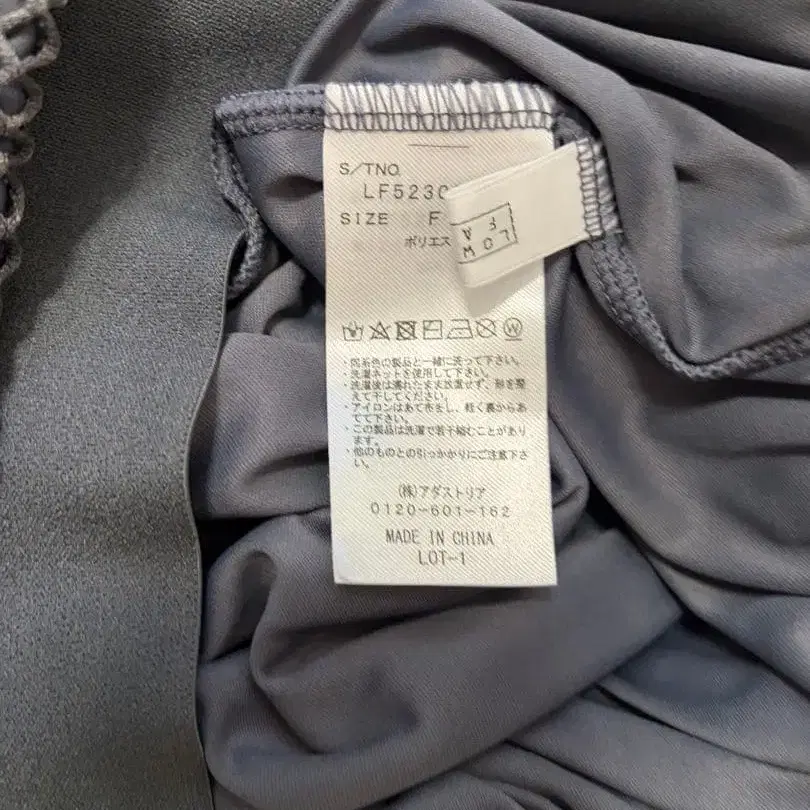 S/TNO.
LF5230
SIZE F
ポリエス
LOW
FA
・同系色の製品と一緒に洗って下さい。
・洗濯ネットを使用して下さい。
・洗濯後は濡れたまま放置せず、形を整
えて干してください。
・アイロンはあて布をし、軽く裏からあ
てて下さい。
・この製品は洗濯で若干縮むことがあり
ます。
・他のものとの引っかかりにご注意下さ
い。
(株)アダストリア
0120-601-162
MADE IN CHINA
LOT-1